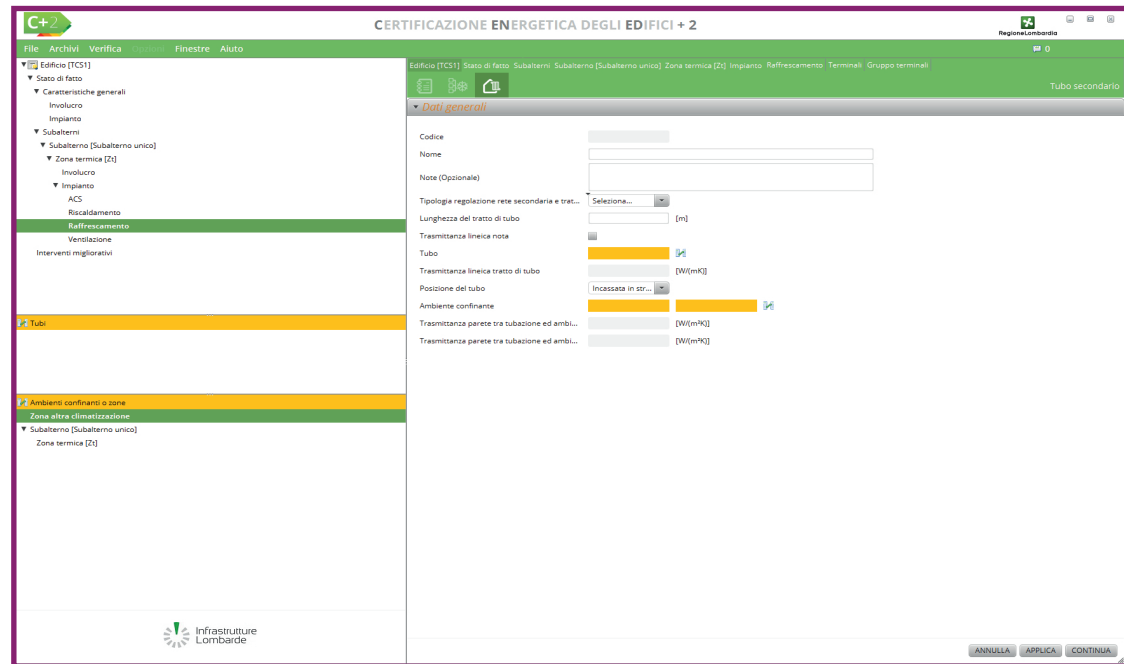 C+2
CERTIFICAZIONE ENERGETICA DEGLI EDIFICI + 2
RegioneLombardia
File Archivi Verifica Opzioni Finestre Aiuto
0
Edificio [TCS1]
Stato di fatto
Caratteristiche generali
Involucro
Impianto
Subalterni
Subalterno [Subalterno unico]
Zona termica [Zt]
Involucro
Impianto
ACS
Riscaldamento
Raffrescamento
Ventilazione
Interventi migliorativi
Tubi
Ambienti confinanti o zone
Zona altra climatizzazione
Subalterno [Subalterno unico]
Zona termica [Zt]
Infrastrutture
Lombarde
Edificio [TCS1] Stato di fatto Subalterni Subalterno [Subalterno unico] Zona termica [Zt] Impianto Raffrescamento Terminali Gruppo terminali
Tubo secondario
Dati generali
Codice
Nome
Note (Opzionale)
Tipologia regolazione rete secondaria e trat... Seleziona...
Lunghezza del tratto di tubo [m]
Trasmittanza lineica nota
Tubo
Trasmittanza lineica tratto di tubo [W/(mK)]
Posizione del tubo Incassata in str...
Ambiente confinante
Trasmittanza parete tra tubazione ed ambi... [W/(m²K)]
Trasmittanza parete tra tubazione ed ambi... [W/(m²K)]
ANNULLA APPLICA CONTINUA